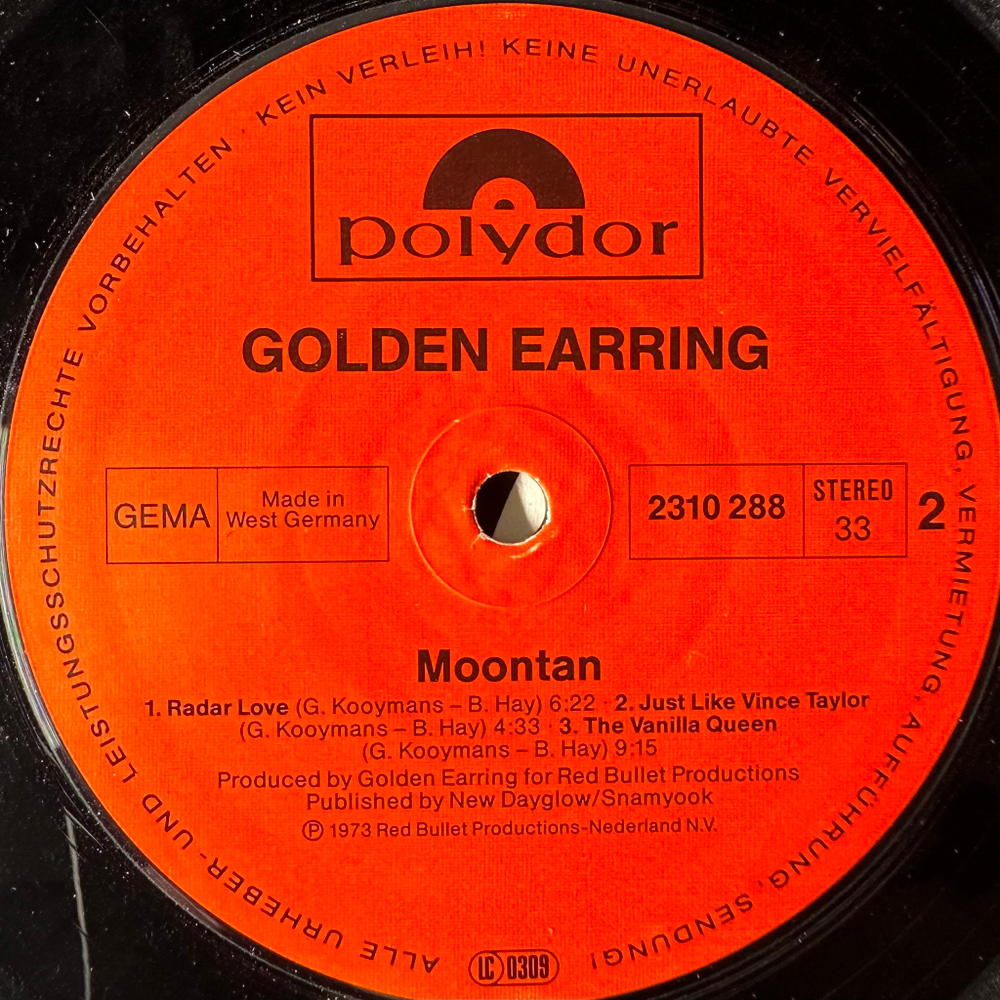 ALLE URHEBER- UND LEISTUNGSSCHUTZRECHTE VORBEHALTEN · KEIN VERLEIH! KEINE UNERLAUBTE VERVIELFÄLTIGUNG, VERMIETUNG, AUFFÜHRUNG, SENDUNG!
polydor
GOLDEN EARRING
GEMA
Made in
West Germany
2310 288
STEREO
33
2
Moontan
1. Radar Love (G. Kooymans – B. Hay) 6:22 · 2. Just Like Vince Taylor
(G. Kooymans – B. Hay) 4:33 · 3. The Vanilla Queen
(G. Kooymans – B. Hay) 9:15
Produced by Golden Earring for Red Bullet Productions
Published by New Dayglow/Snamyook
Ⓟ 1973 Red Bullet Productions-Nederland N.V.
LC 0309